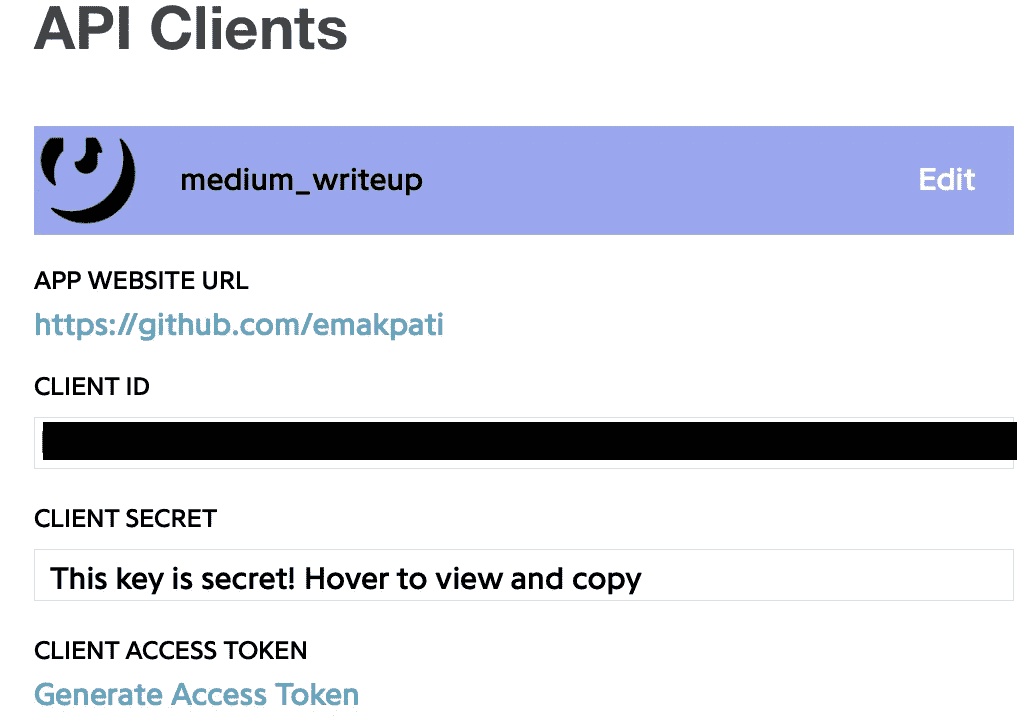 API Clients
medium_writeup
Edit
APP WEBSITE URL
https://github.com/emakpati
CLIENT ID
CLIENT SECRET
This key is secret! Hover to view and copy
CLIENT ACCESS TOKEN
Generate Access Token